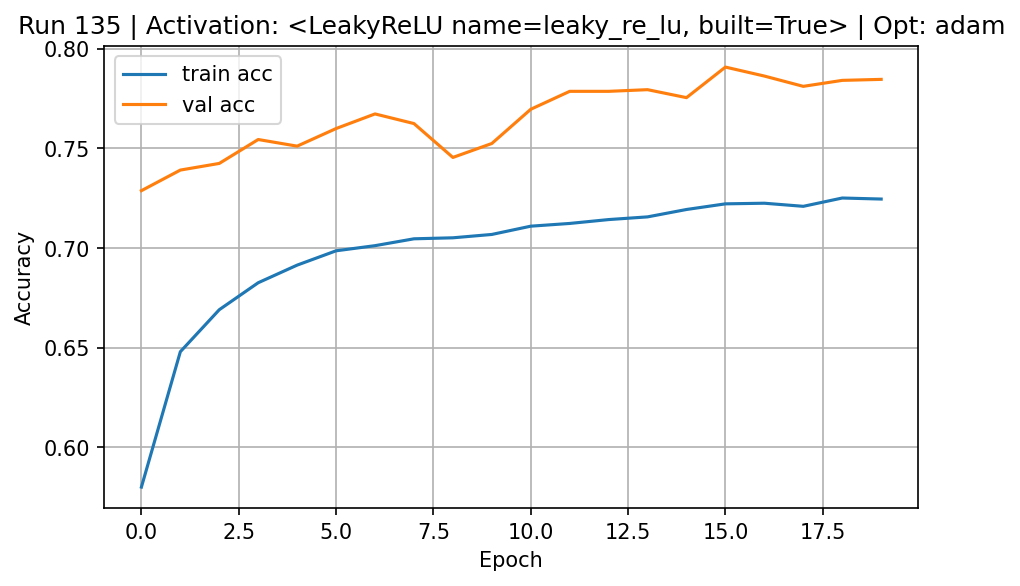 Run 135 | Activation: <LeakyReLU name=leaky_re_lu, built=True> | Opt: adam
train acc
val acc
Accuracy
0.80
0.75
0.70
0.65
0.60
0.0 2.5 5.0 7.5 10.0 12.5 15.0 17.5
Epoch